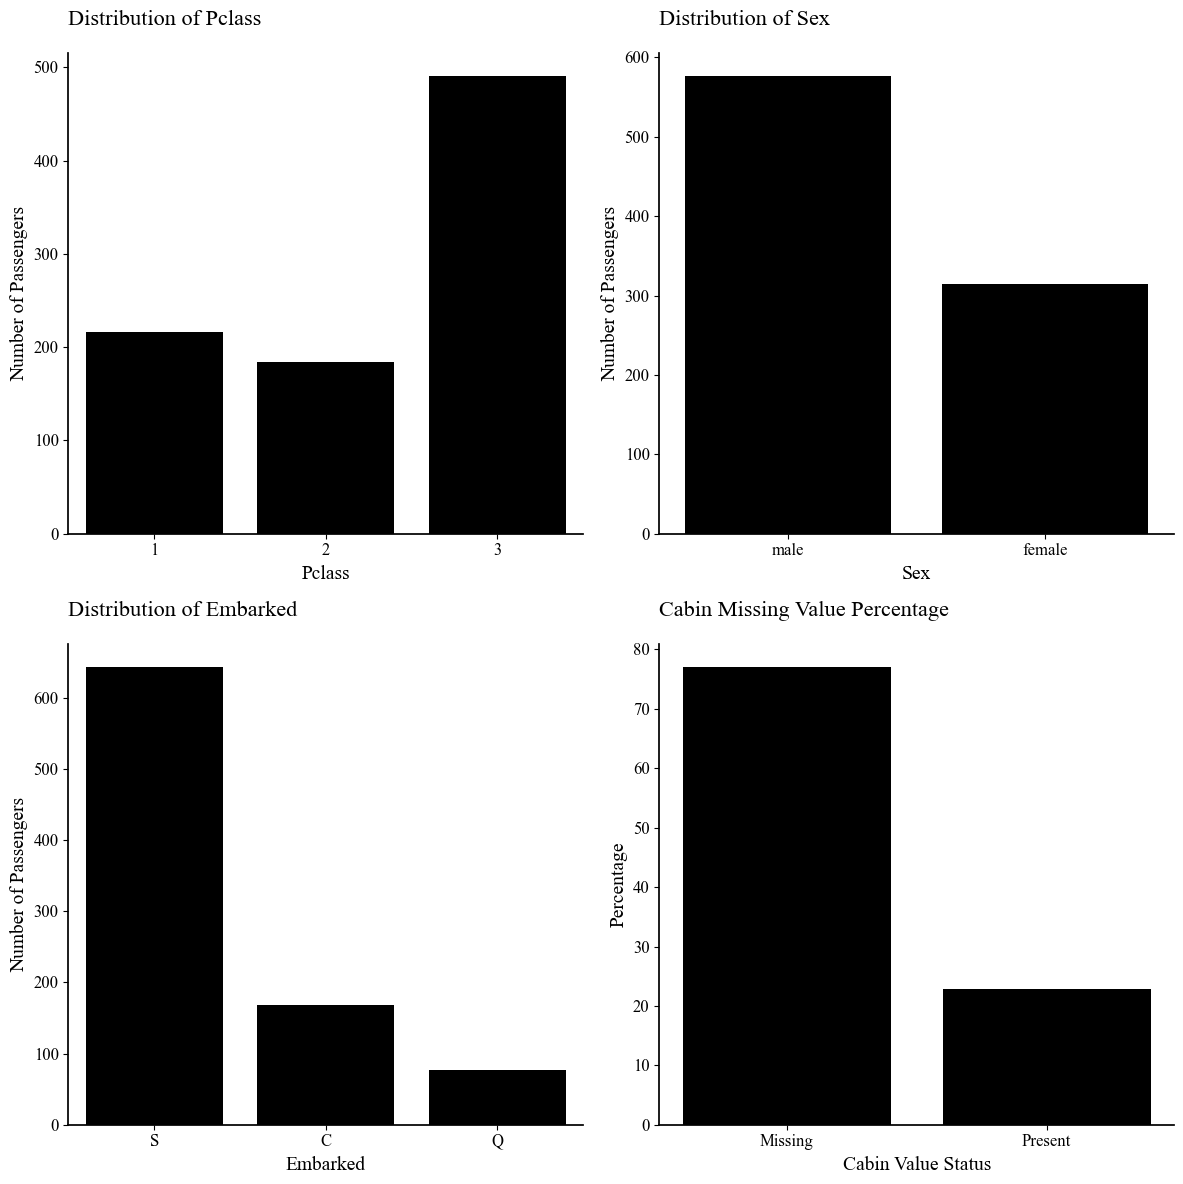 Distribution of Pclass
500
400
300
200
100
0
Number of Passengers
1 2 3
Pclass
Distribution of Sex
600
500
400
300
200
100
0
Number of Passengers
male female
Sex
Distribution of Embarked
600
500
400
300
200
100
0
Number of Passengers
S C Q
Embarked
Cabin Missing Value Percentage
80
70
60
50
40
30
20
10
0
Percentage
Missing Present
Cabin Value Status